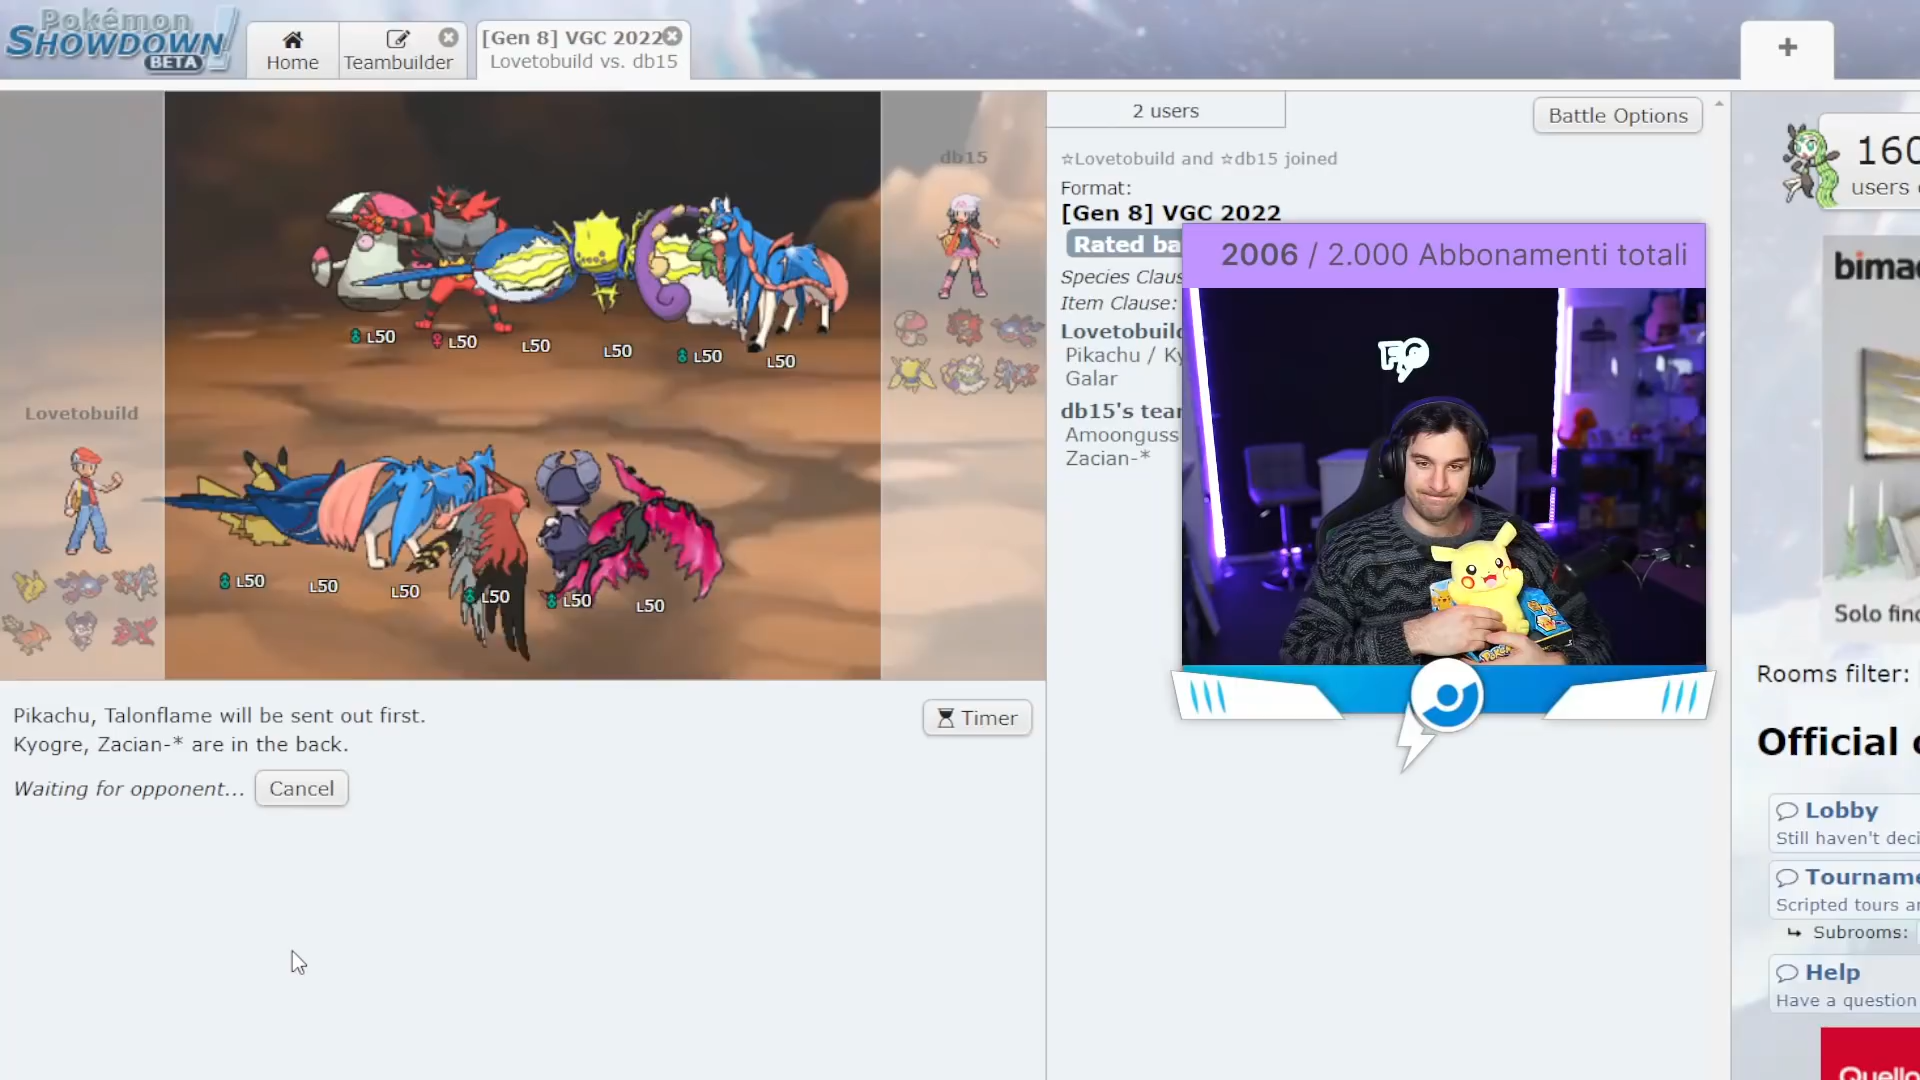 Pokémon
SHOWDOWN!
BETA
Home
Teambuilder
[Gen 8] VGC 2022
Lovetobuild vs. db15
+
2 users
Battle Options
☆Lovetobuild and ☆db15 joined
Format:
[Gen 8] VGC 2022
Rated ba
Species Claus
Item Clause:
Lovetobuild
Pikachu / Ky
Galar
db15's tear
Amoonguss
Zacian-*
2006 / 2.000 Abbonamenti totali
db15
L50
L50
L50
L50
L50
L50
Lovetobuild
L50
L50
L50
L50
L50
L50
Pikachu, Talonflame will be sent out first.
Kyogre, Zacian-* are in the back.
Waiting for opponent...
Cancel
Timer
160
users
bima
Solo fin
Rooms filter:
Official
Lobby
Still haven't deci
Tourname
Scripted tours a
Subrooms:
Help
Have a question
Quello